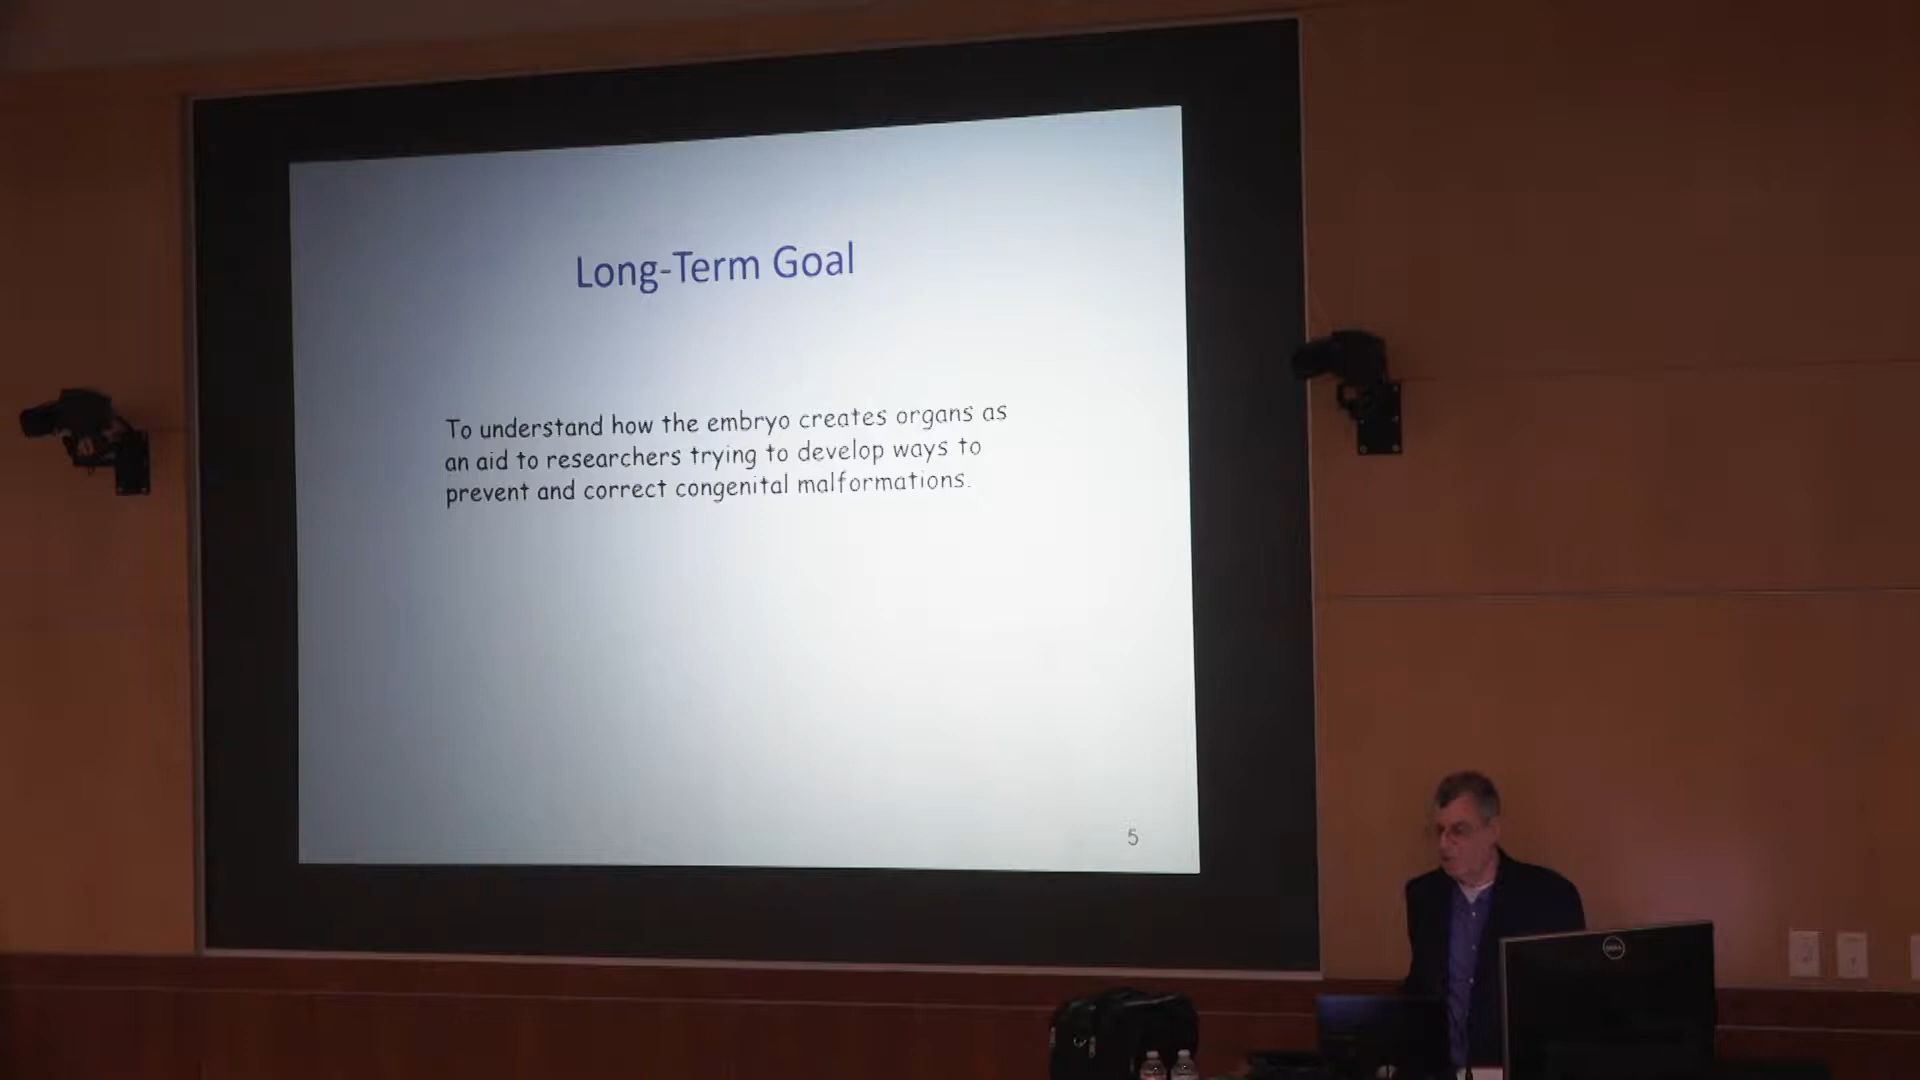 Long-Term Goal
To understand how the embryo creates organs as
an aid to researchers trying to develop ways to
prevent and correct congenital malformations.
5
DELL